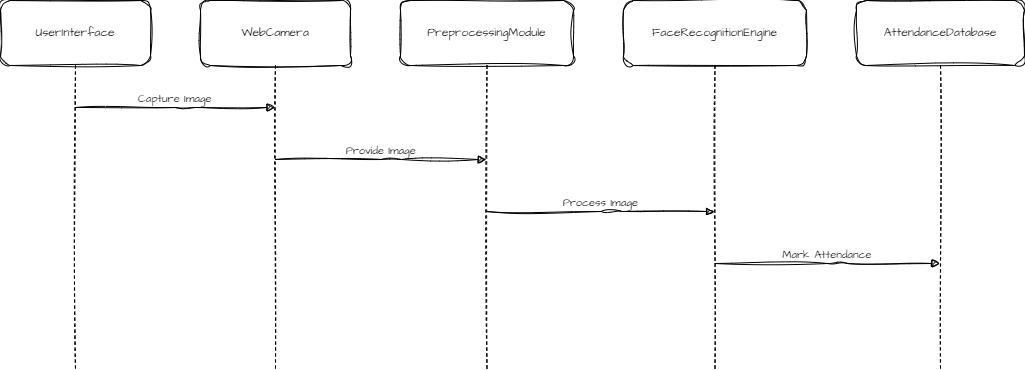 UserInterface
WebCamera
PreprocessingModule
FaceRecognitionEngine
AttendanceDatabase
Capture Image
Provide Image
Process Image
Mark Attendance